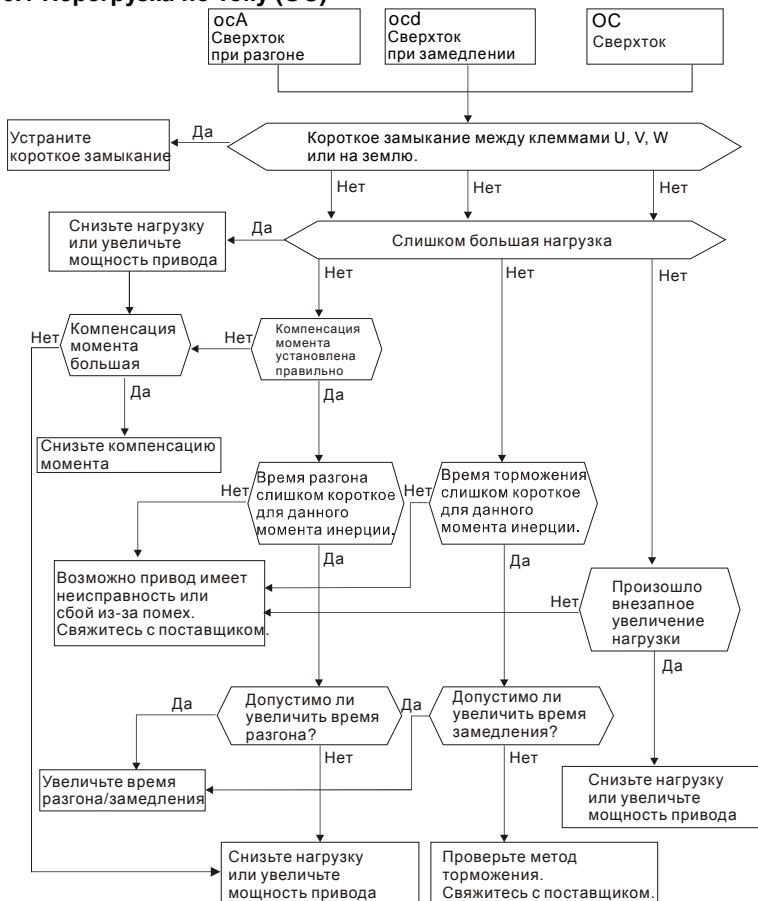 ocA
Сверхток
при разгоне
ocd
Сверхток
при замедлении
OC
Сверхток
Устраните
короткое замыкание
Да
Короткое замыкание между клеммами U, V, W
или на землю.
Нет
Нет
Нет
Снизьте нагрузку
или увеличьте
мощность привода
Да
Слишком большая нагрузка
Нет
Нет
Нет
Нет
Компенсация
момента
большая
Нет
Компенсация
момента
установлена
правильно
Да
Да
Снизьте компенсацию
момента
Нет
Время разгона
слишком короткое
для данного
момента инерции.
Нет
Время торможения
слишком короткое
для данного
момента инерции.
Да
Да
Возможно привод имеет
неисправность или
сбой из-за помех.
Свяжитесь с поставщиком.
Нет
Произошло
внезапное
увеличение
нагрузки
Да
Да
Допустимо ли
увеличить время
разгона?
Да
Допустимо ли
увеличить время
замедления?
Нет
Нет
Увеличьте время
разгона/замедления
Снизьте нагрузку
или увеличьте
мощность привода
Снизьте нагрузку
или увеличьте
мощность привода
Проверьте метод
торможения.
Свяжитесь с поставщиком.